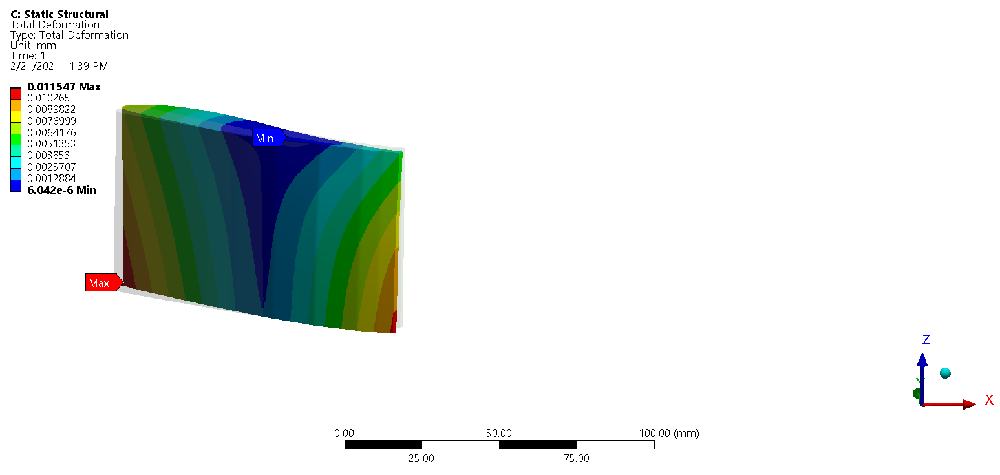 C: Static Structural
Total Deformation
Type: Total Deformation
Unit: mm
Time: 1
2/21/2021 11:39 PM
0.011547 Max
0.010265
0.0089822
0.0076999
0.0064176
0.0051353
0.003853
0.0025707
0.0012884
6.042e-6 Min
Min
Max
Z
Y
X
0.00 50.00 100.00 (mm)
25.00 75.00